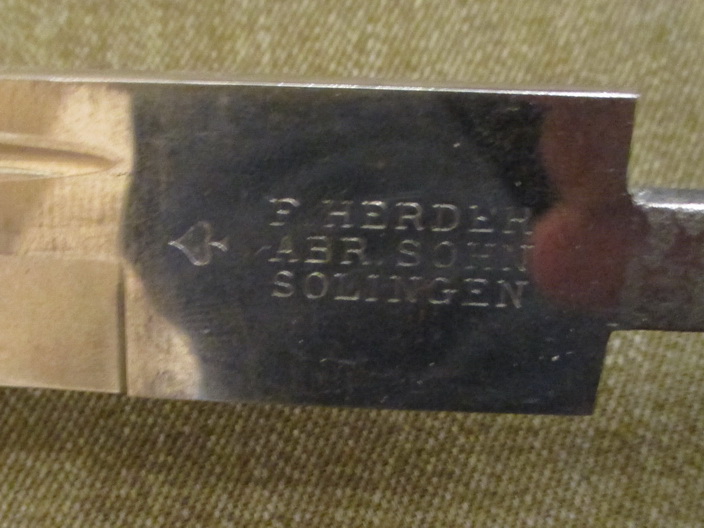 F. HERDER
ABR. SOHN
SOLINGEN